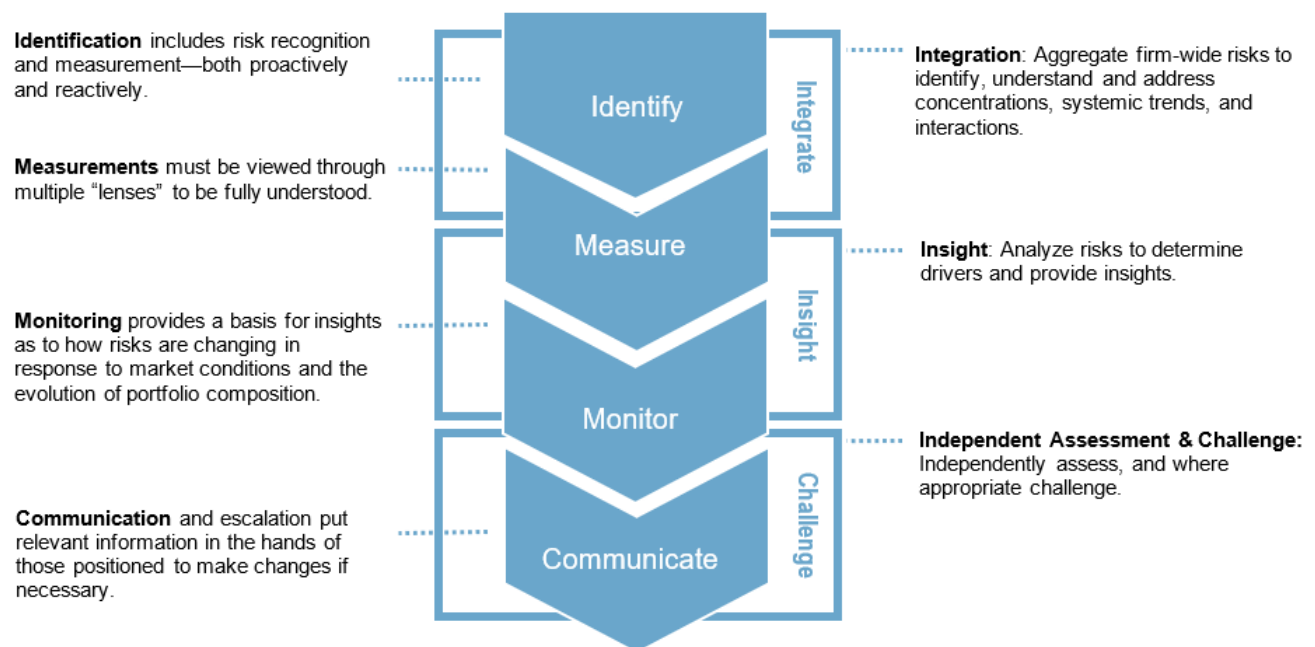 Identification includes risk recognition
and measurement—both proactively
and reactively.
Measurements must be viewed through
multiple “lenses” to be fully understood.
Monitoring provides a basis for insights
as to how risks are changing in
response to market conditions and the
evolution of portfolio composition.
Communication and escalation put
relevant information in the hands of
those positioned to make changes if
necessary.
Identify
Measure
Monitor
Communicate
Integrate
Insight
Challenge
Integration: Aggregate firm-wide risks to
identify, understand and address
concentrations, systemic trends, and
interactions.
Insight: Analyze risks to determine
drivers and provide insights.
Independent Assessment & Challenge:
Independently assess, and where
appropriate challenge.